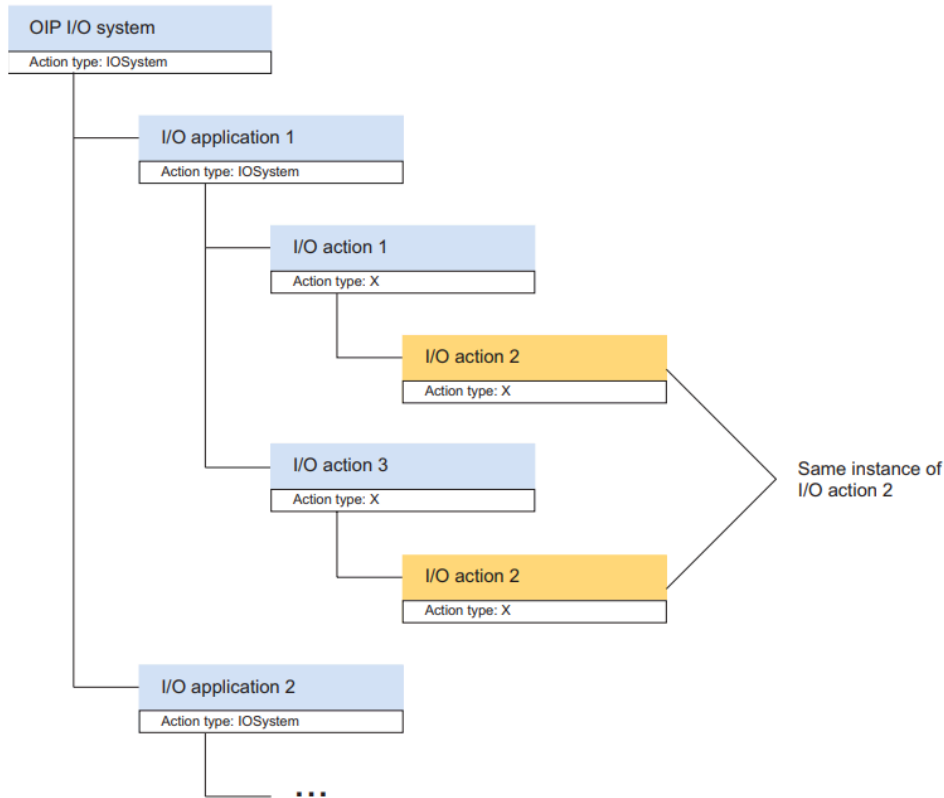 OIP I/O system
Action type: IOSystem
I/O application 1
Action type: IOSystem
I/O action 1
Action type: X
I/O action 2
Action type: X
I/O action 3
Action type: X
Same instance of
I/O action 2
I/O action 2
Action type: X
I/O application 2
Action type: IOSystem
...